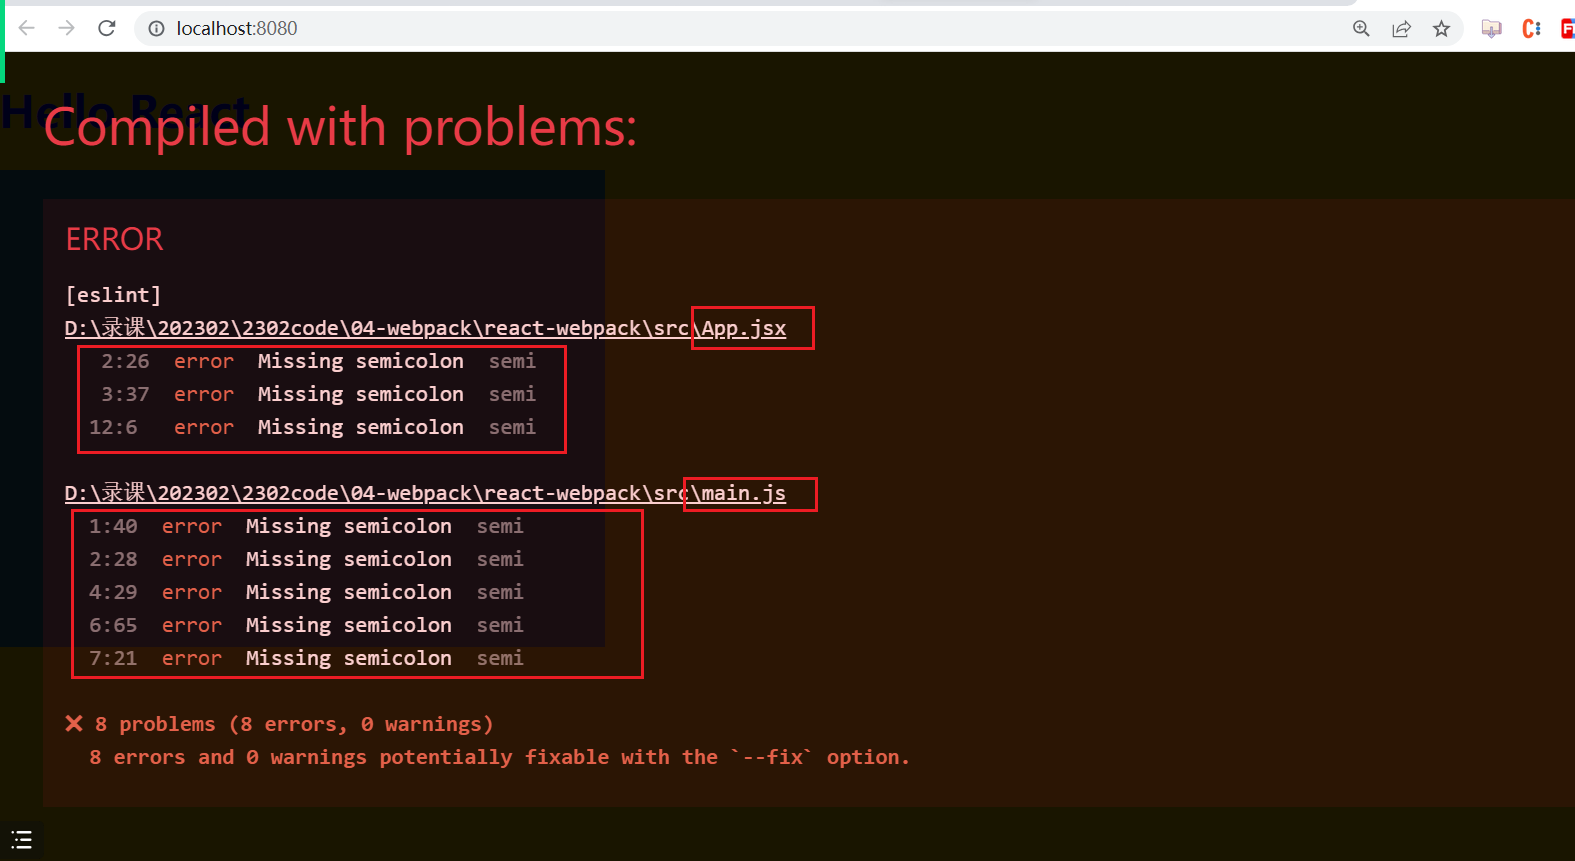 localhost:8080
Hello React
Compiled with problems:
ERROR
[eslint]
D:\录课\202302\2302code\04-webpack\react-webpack\src\App.jsx
2:26 error Missing semicolon semi
3:37 error Missing semicolon semi
12:6 error Missing semicolon semi
D:\录课\202302\2302code\04-webpack\react-webpack\src\main.js
1:40 error Missing semicolon semi
2:28 error Missing semicolon semi
4:29 error Missing semicolon semi
6:65 error Missing semicolon semi
7:21 error Missing semicolon semi
✖ 8 problems (8 errors, 0 warnings)
8 errors and 0 warnings potentially fixable with the `--fix` option.